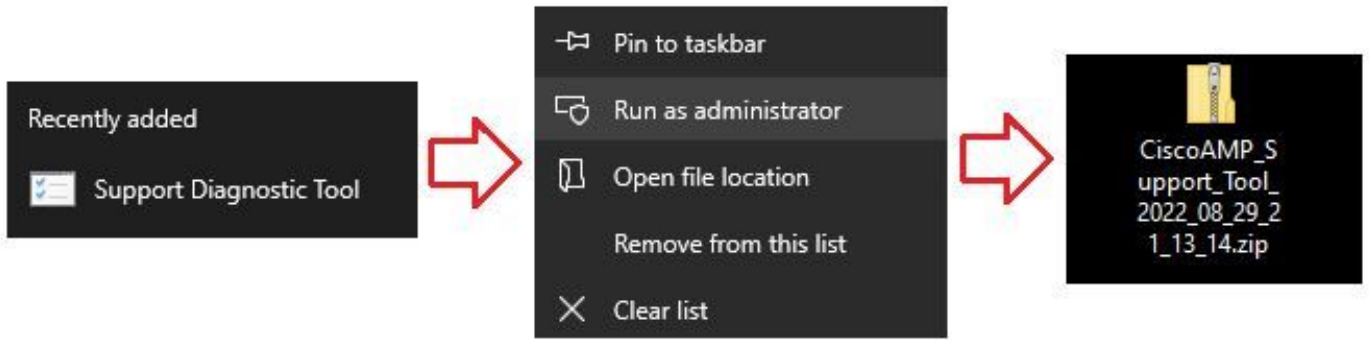 Recently added
Support Diagnostic Tool
Pin to taskbar
Run as administrator
Open file location
Remove from this list
Clear list
CiscoAMP_S
upport_Tool_
2022_08_29_2
1_13_14.zip